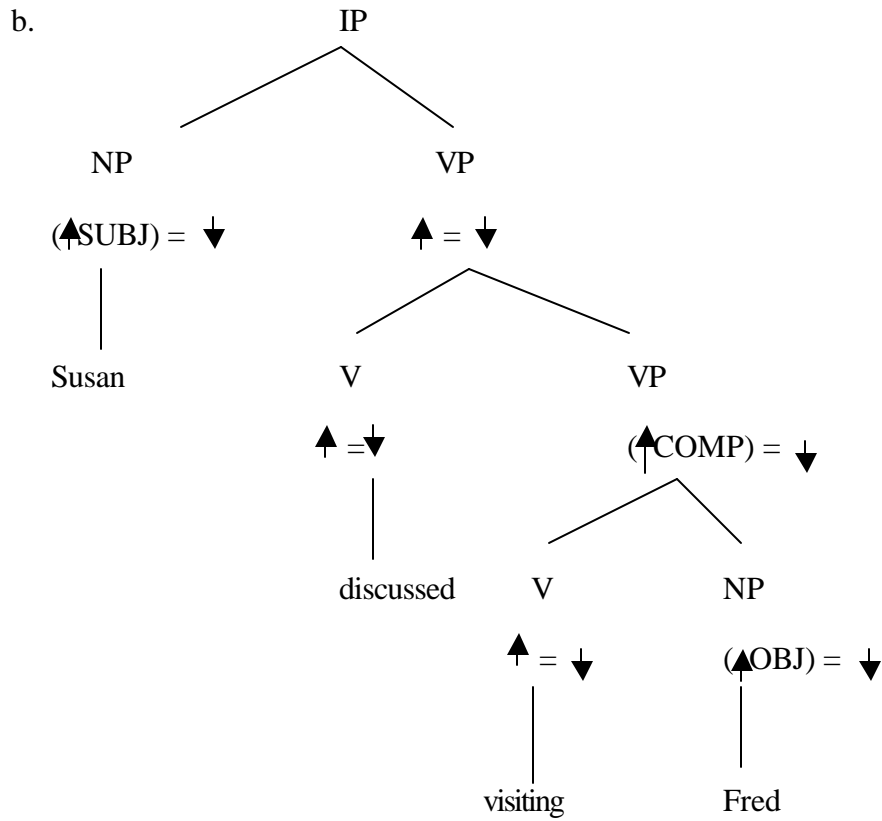 b. IP
NP VP
(↑SUBJ) = ↓ ↑ = ↓
Susan V VP
↑ = ↓ (↑COMP) = ↓
discussed V NP
↑ = ↓ (↑OBJ) = ↓
visiting Fred